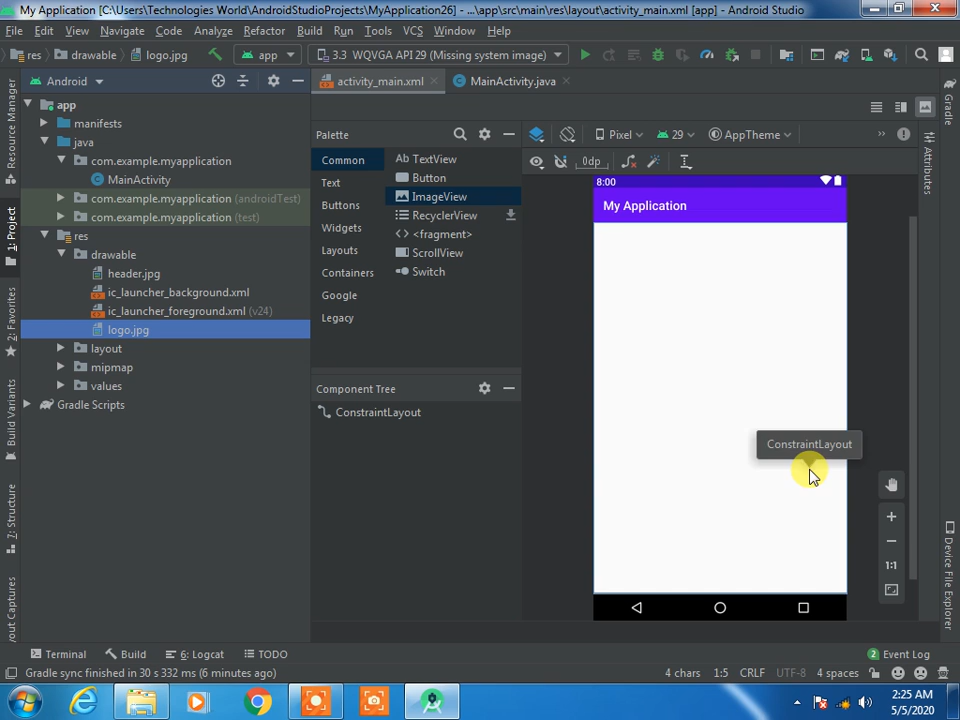 My Application [C:\Users\Technologies World\AndroidStudioProjects\MyApplication26] - ...\app\src\main\res\layout\activity_main.xml [app] - Android Studio
File Edit View Navigate Code Analyze Refactor Build Run Tools VCS Window Help
res drawable logo.jpg app 3.3 WQVGA API 29 (Missing system image)
Android
activity_main.xml
MainActivity.java
Resource Manager
1: Project
2: Favorites
Build Variants
7: Structure
out Captures
app
manifests
java
com.example.myapplication
MainActivity
com.example.myapplication (androidTest)
com.example.myapplication (test)
res
drawable
header.jpg
ic_launcher_background.xml
ic_launcher_foreground.xml (v24)
logo.jpg
layout
mipmap
values
Gradle Scripts
Palette
Common
Text
Buttons
Widgets
Layouts
Containers
Google
Legacy
Ab TextView
Button
ImageView
RecyclerView
<> <fragment>
ScrollView
Switch
Component Tree
ConstraintLayout
Pixel 29 AppTheme
0dp
8:00
My Application
ConstraintLayout
1:1
Gradle
Attributes
Device File Explorer
Terminal Build 6: Logcat TODO 2 Event Log
Gradle sync finished in 30 s 332 ms (6 minutes ago) 4 chars 1:5 CRLF UTF-8 4 spaces
2:25 AM
5/5/2020